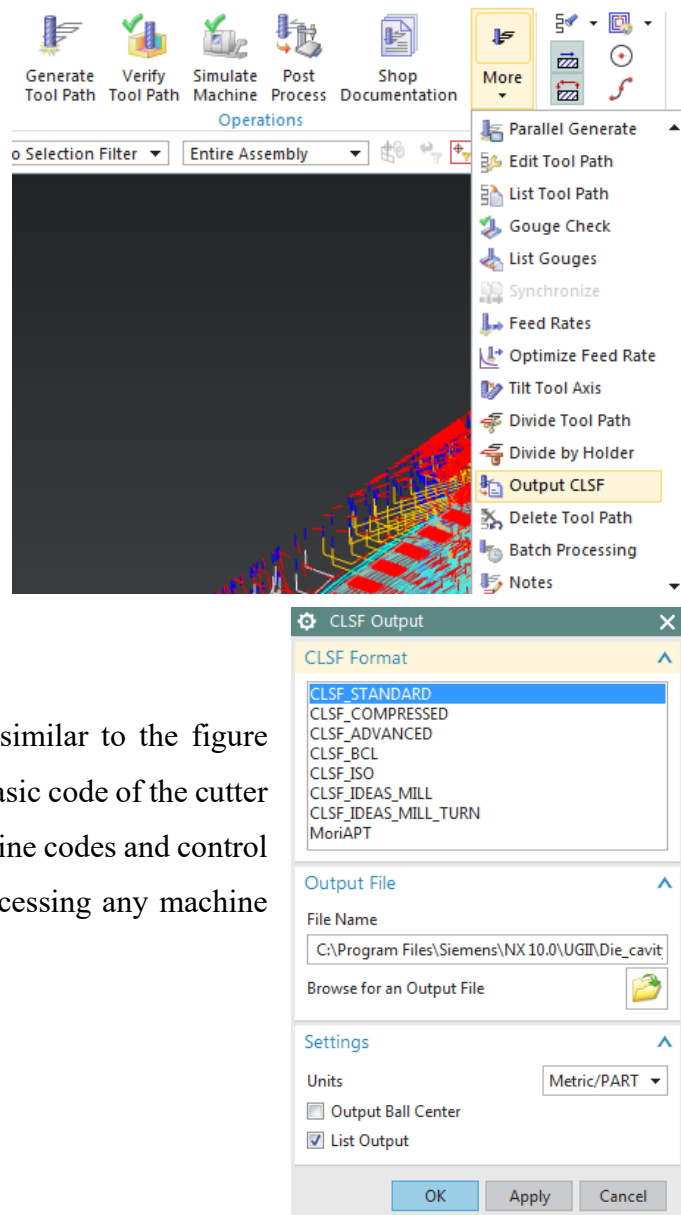 Generate Tool Path
Verify Tool Path
Simulate Machine
Post Process
Shop Documentation
More
Operations
o Selection Filter
Entire Assembly
Parallel Generate
Edit Tool Path
List Tool Path
Gouge Check
List Gouges
Synchronize
Feed Rates
Optimize Feed Rate
Tilt Tool Axis
Divide Tool Path
Divide by Holder
Output CLSF
Delete Tool Path
Batch Processing
Notes
similar to the figure
asic code of the cutter
ine codes and control
cessing any machine
CLSF Output
CLSF Format
CLSF_STANDARD
CLSF_COMPRESSED
CLSF_ADVANCED
CLSF_BCL
CLSF_ISO
CLSF_IDEAS_MILL
CLSF_IDEAS_MILL_TURN
MoriAPT
Output File
File Name
C:\Program Files\Siemens\NX 10.0\UGII\Die_cavit
Browse for an Output File
Settings
Units
Metric/PART
Output Ball Center
List Output
OK
Apply
Cancel